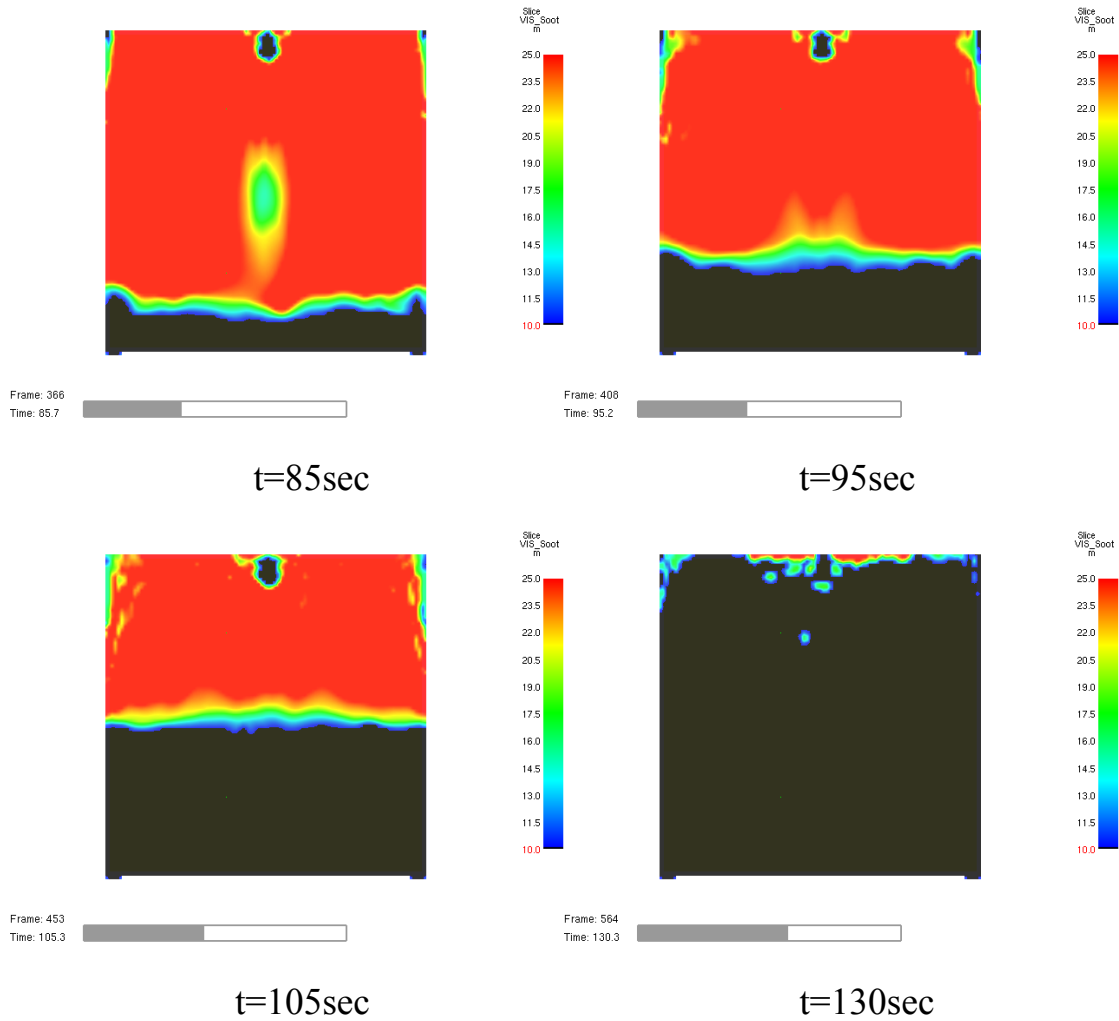 Slice
VIS_Soot
m
25.0
23.5
22.0
20.5
19.0
17.5
16.0
14.5
13.0
11.5
10.0
Frame: 366
Time: 85.7
t=85sec
Slice
VIS_Soot
m
25.0
23.5
22.0
20.5
19.0
17.5
16.0
14.5
13.0
11.5
10.0
Frame: 408
Time: 95.2
t=95sec
Slice
VIS_Soot
m
25.0
23.5
22.0
20.5
19.0
17.5
16.0
14.5
13.0
11.5
10.0
Frame: 453
Time: 105.3
t=105sec
Slice
VIS_Soot
m
25.0
23.5
22.0
20.5
19.0
17.5
16.0
14.5
13.0
11.5
10.0
Frame: 564
Time: 130.3
t=130sec